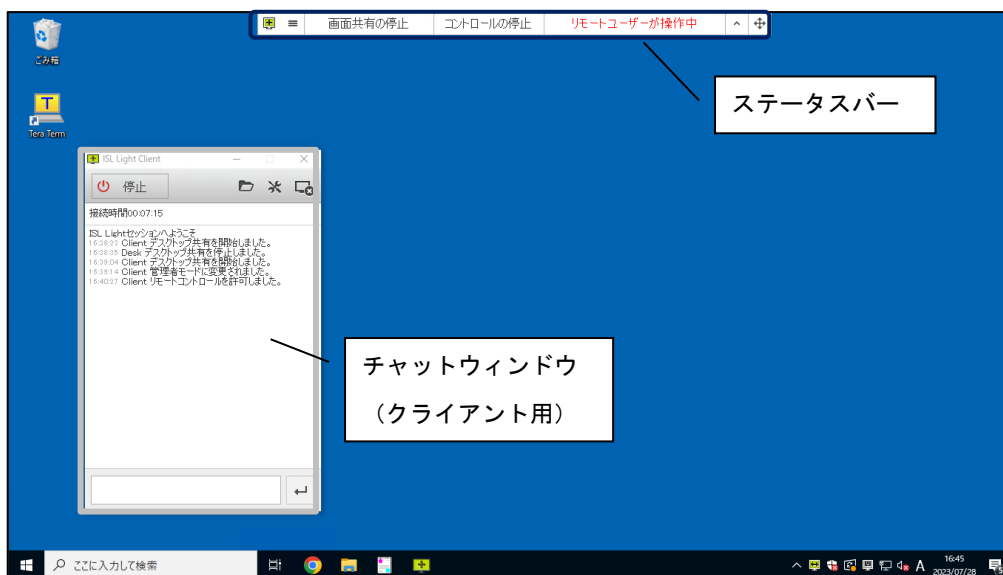 画面共有の停止 コントロールの停止 リモートユーザーが操作中
ごみ箱
ステータスバー
T
Tera Term
ISL Light Client
停止
接続時間00:07:15
ISL Lightセッションへようこそ
16:38:22 Client デスクトップ共有を開始しました。
16:38:35 Desk デスクトップ共有を停止しました。
16:39:04 Client デスクトップ共有を開始しました。
16:39:14 Client 管理者モードに変更されました。
16:40:27 Client リモートコントロールを許可しました。
チャットウィンドウ
（クライアント用）
ここに入力して検索
A
16:45
2023/07/28